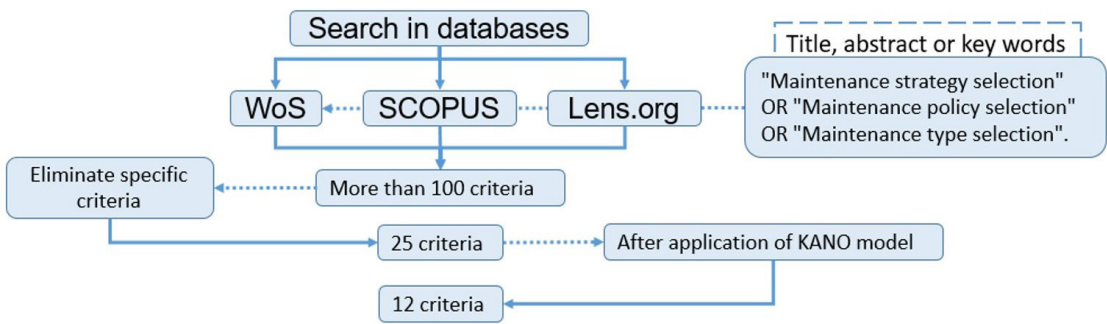 Search in databases
Title, abstract or key words
WoS
SCOPUS
Lens.org
"Maintenance strategy selection"
OR "Maintenance policy selection"
OR "Maintenance type selection".
Eliminate specific
criteria
More than 100 criteria
25 criteria
After application of KANO model
12 criteria